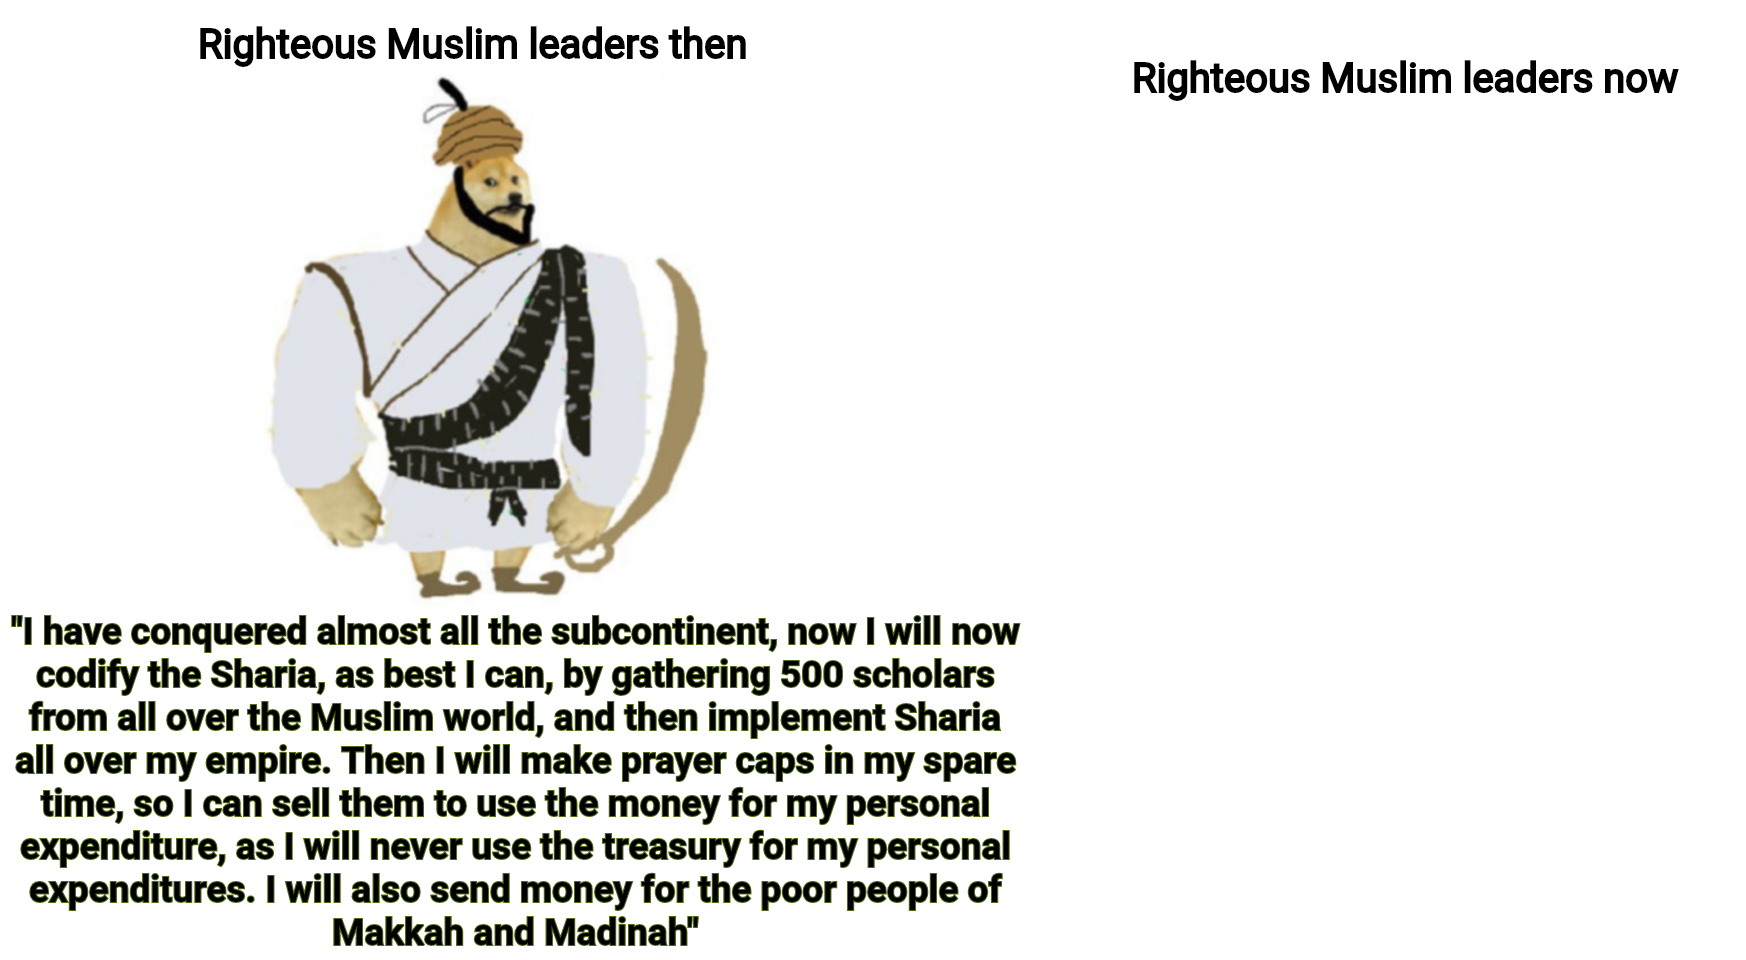 Righteous Muslim leaders then
Righteous Muslim leaders now
"I have conquered almost all the subcontinent, now I will now
codify the Sharia, as best I can, by gathering 500 scholars
from all over the Muslim world, and then implement Sharia
all over my empire. Then I will make prayer caps in my spare
time, so I can sell them to use the money for my personal
expenditure, as I will never use the treasury for my personal
expenditures. I will also send money for the poor people of
Makkah and Madinah"